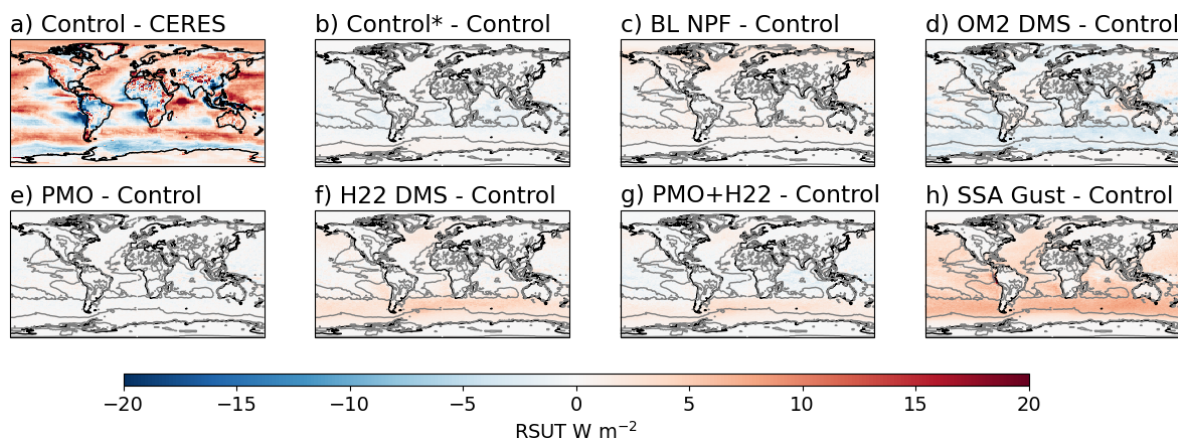 a) Control - CERES
b) Control* - Control
c) BL NPF - Control
d) OM2 DMS - Control
e) PMO - Control
f) H22 DMS - Control
g) PMO+H22 - Control
h) SSA Gust - Control
−20 −15 −10 −5 0 5 10 15 20
RSUT W m⁻²